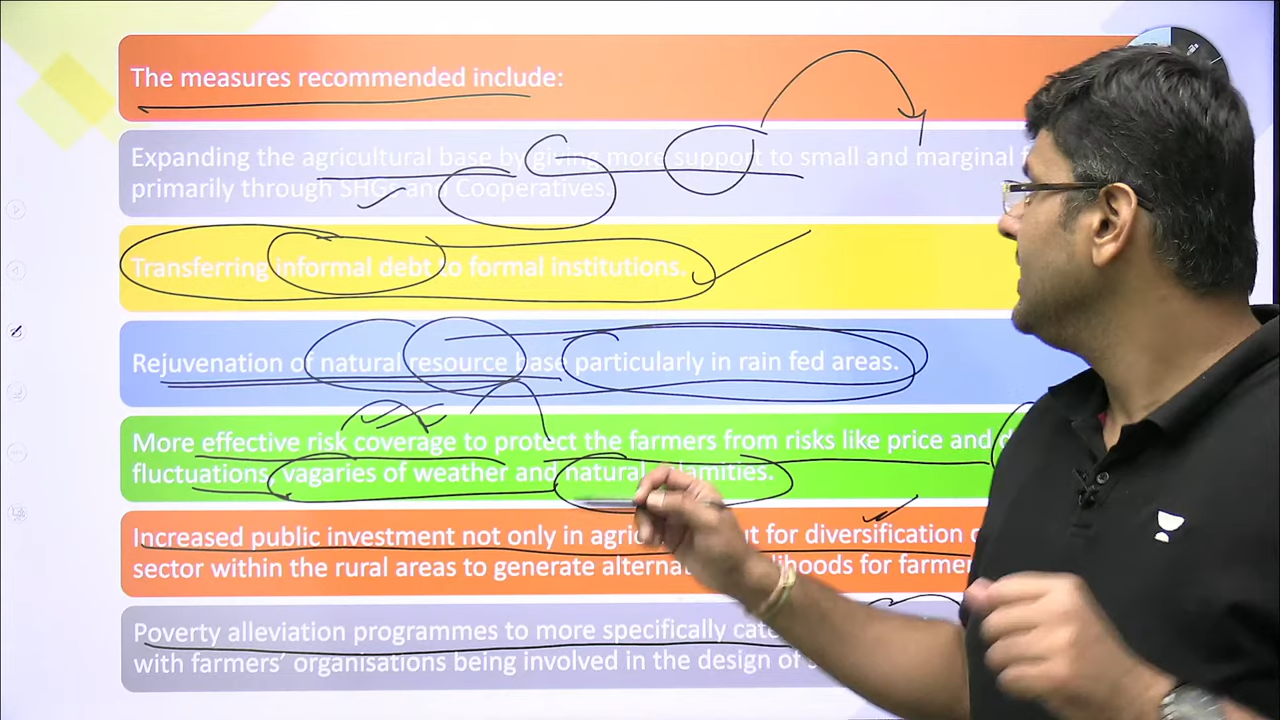 The measures recommended include:
Expanding the agricultural base by giving more support to small and marginal
primarily through SHGs and Cooperatives.
Transferring informal debt to formal institutions.
Rejuvenation of natural resource base particularly in rain fed areas.
More effective risk coverage to protect the farmers from risks like price and
fluctuations, vagaries of weather and natural calamities.
Increased public investment not only in but for diversification
sector within the rural areas to generate for
Poverty alleviation programmes to more specifically
with farmers' organisations being involved in the design of